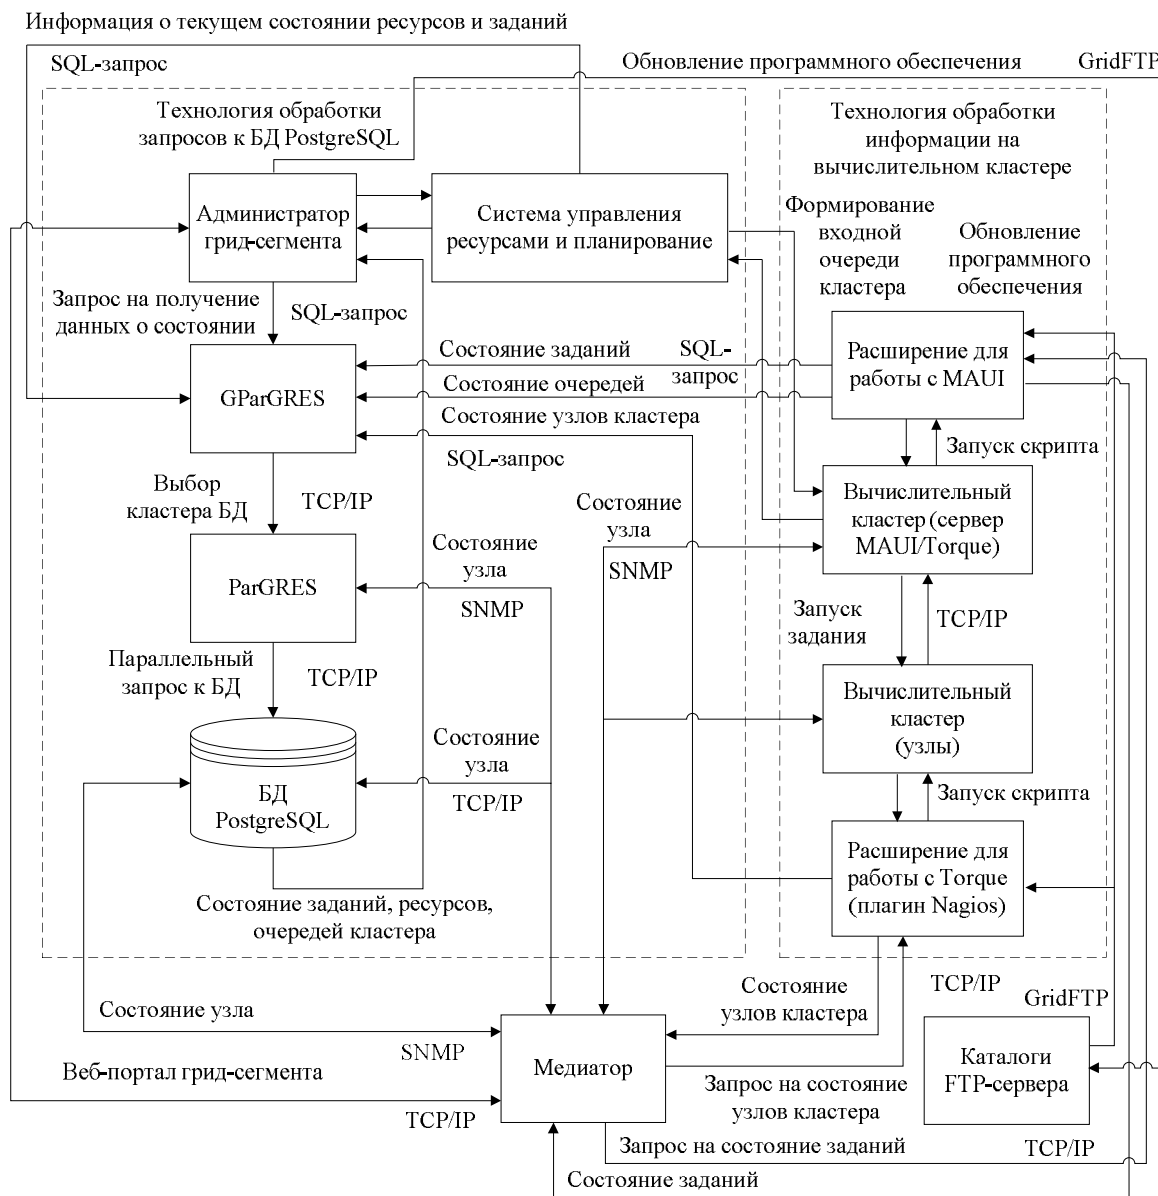 Информация о текущем состоянии ресурсов и заданий
SQL-запрос
Обновление программного обеспечения
GridFTP
Технология обработки
запросов к БД PostgreSQL
Технология обработки
информации на
вычислительном кластере
Администратор
грид-сегмента
Система управления
ресурсами и планирование
Формирование
входной
очереди
кластера
Обновление
программного
обеспечения
Запрос на получение
данных о состоянии
SQL-запрос
GParGRES
Состояние заданий
SQL-
запрос
Состояние очередей
Состояние узлов кластера
SQL-запрос
Расширение для
работы с MAUI
Запуск скрипта
Выбор
кластера БД
TCP/IP
Состояние
узла
SNMP
Вычислительный
кластер (сервер
MAUI/Torque)
ParGRES
Состояние
узла
SNMP
Запуск
задания
TCP/IP
Параллельный
запрос к БД
TCP/IP
Вычислительный
кластер
(узлы)
БД
PostgreSQL
Состояние
узла
TCP/IP
Запуск скрипта
Расширение для
работы с Torque
(плагин Nagios)
Состояние заданий, ресурсов,
очередей кластера
Состояние
узлов кластера
TCP/IP
GridFTP
Состояние узла
SNMP
Медиатор
Каталоги
FTP-сервера
Веб-портал грид-сегмента
TCP/IP
Запрос на состояние
узлов кластера
Запрос на состояние заданий
TCP/IP
Состояние заданий